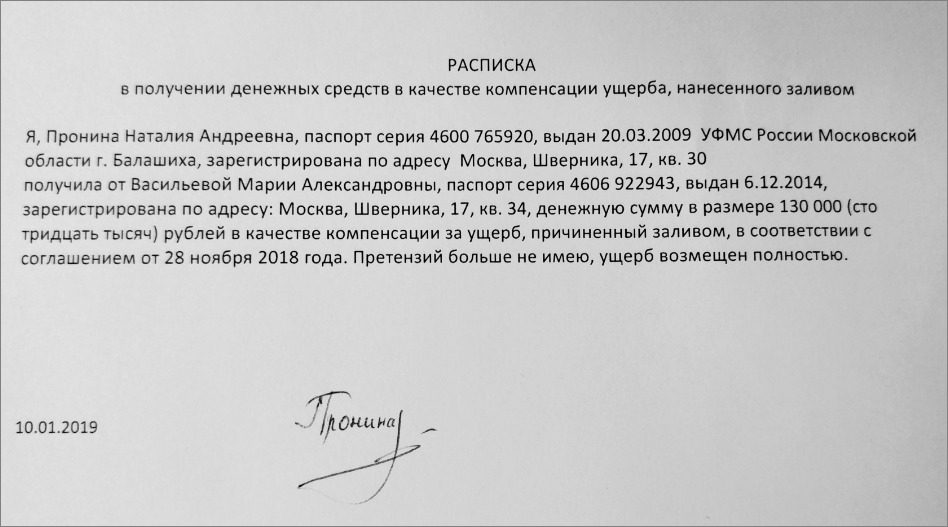 РАСПИСКА
в получении денежных средств в качестве компенсации ущерба, нанесенного заливом
Я, Пронина Наталия Андреевна, паспорт серия 4600 765920, выдан 20.03.2009 УФМС России Московской
области г. Балашиха, зарегистрирована по адресу Москва, Шверника, 17, кв. 30
получила от Васильевой Марии Александровны, паспорт серия 4606 922943, выдан 6.12.2014,
зарегистрирована по адресу: Москва, Шверника, 17, кв. 34, денежную сумму в размере 130 000 (сто
тридцать тысяч) рублей в качестве компенсации за ущерб, причиненный заливом, в соответствии с
соглашением от 28 ноября 2018 года. Претензий больше не имею, ущерб возмещен полностью.
10.01.2019 Пронина